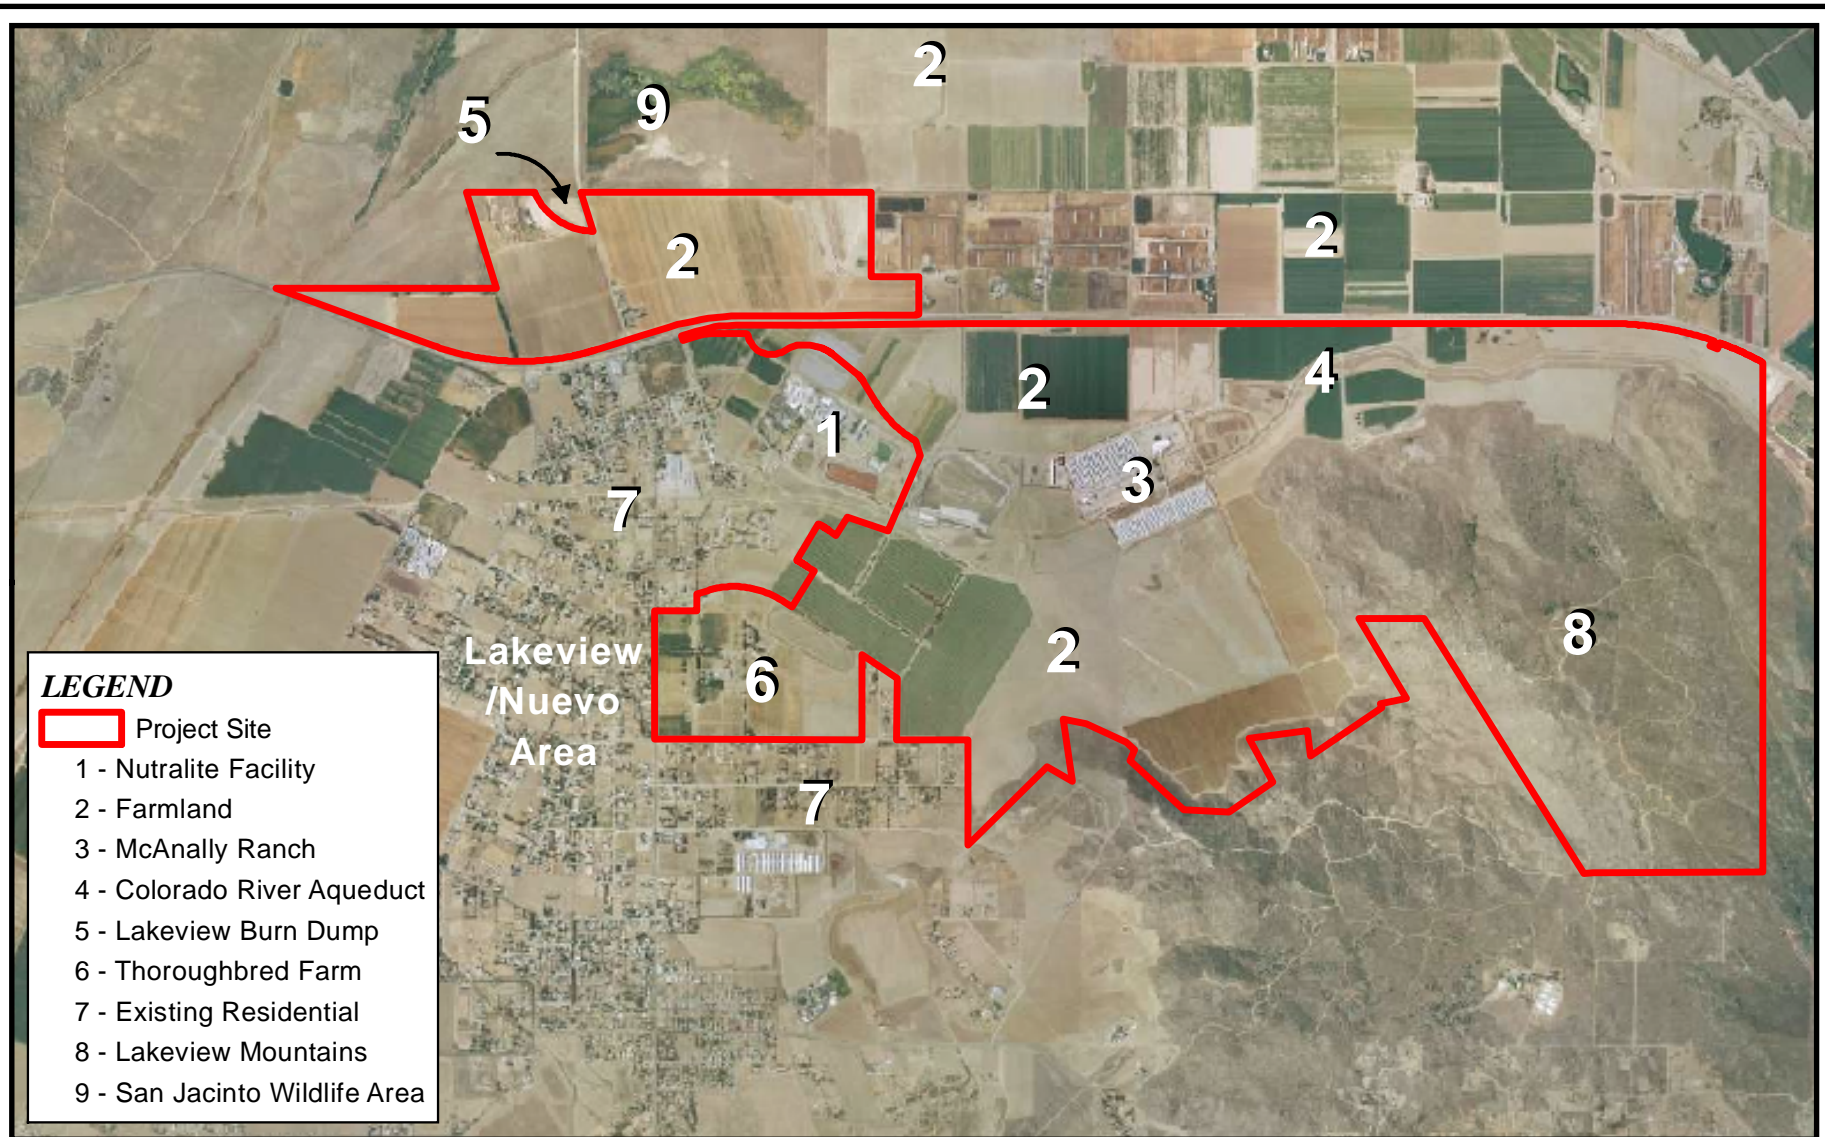 2
5
9
2
2
2
4
1
3
7
8
2
6
Lakeview
/Nuevo
Area
7
LEGEND
Project Site
1 - Nutralite Facility
2 - Farmland
3 - McAnally Ranch
4 - Colorado River Aqueduct
5 - Lakeview Burn Dump
6 - Thoroughbred Farm
7 - Existing Residential
8 - Lakeview Mountains
9 - San Jacinto Wildlife Area